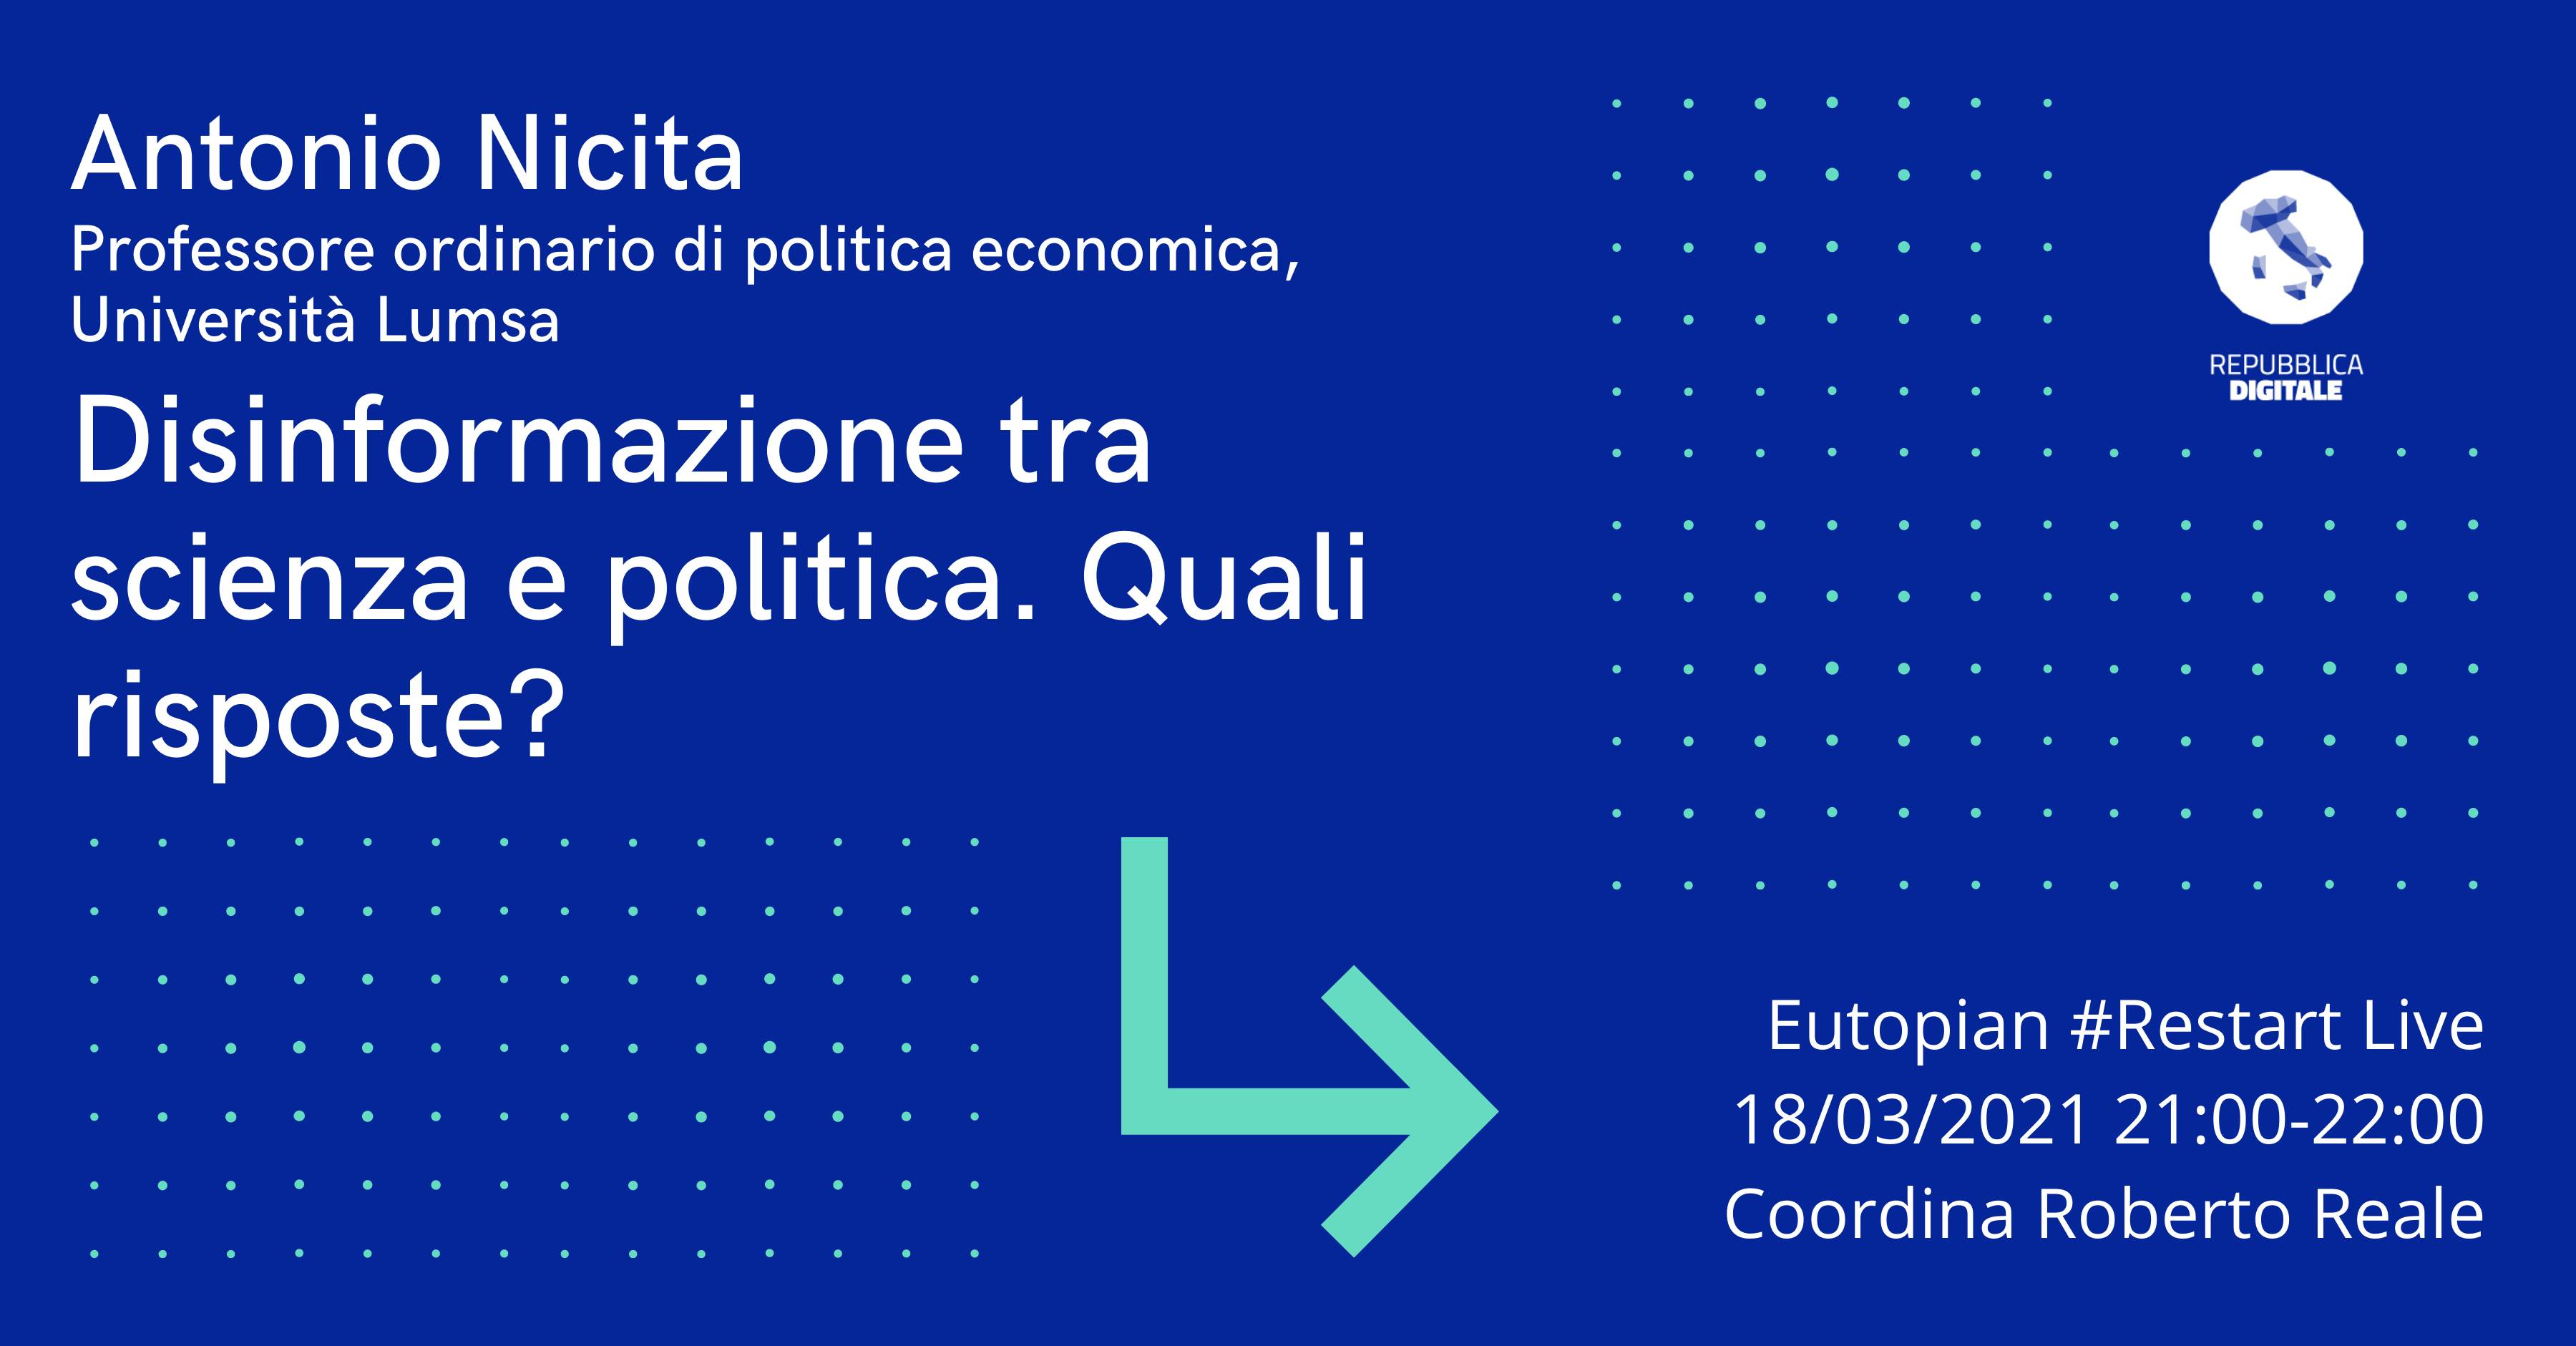 Antonio Nicita
Professore ordinario di politica economica,
Università Lumsa
Disinformazione tra
scienza e politica. Quali
risposte?
REPUBBLICA
DIGITALE
Eutopian #Restart Live
18/03/2021 21:00-22:00
Coordina Roberto Reale